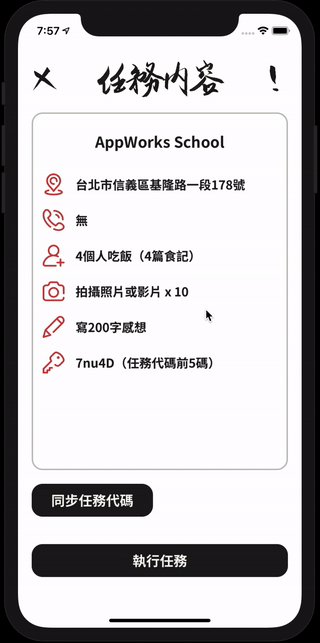 7:57
任務內容
!
AppWorks School
台北市信義區基隆路一段178號
無
4個人吃飯（4篇食記）
拍攝照片或影片 x 10
寫200字感想
7nu4D（任務代碼前5碼）
同步任務代碼
執行任務